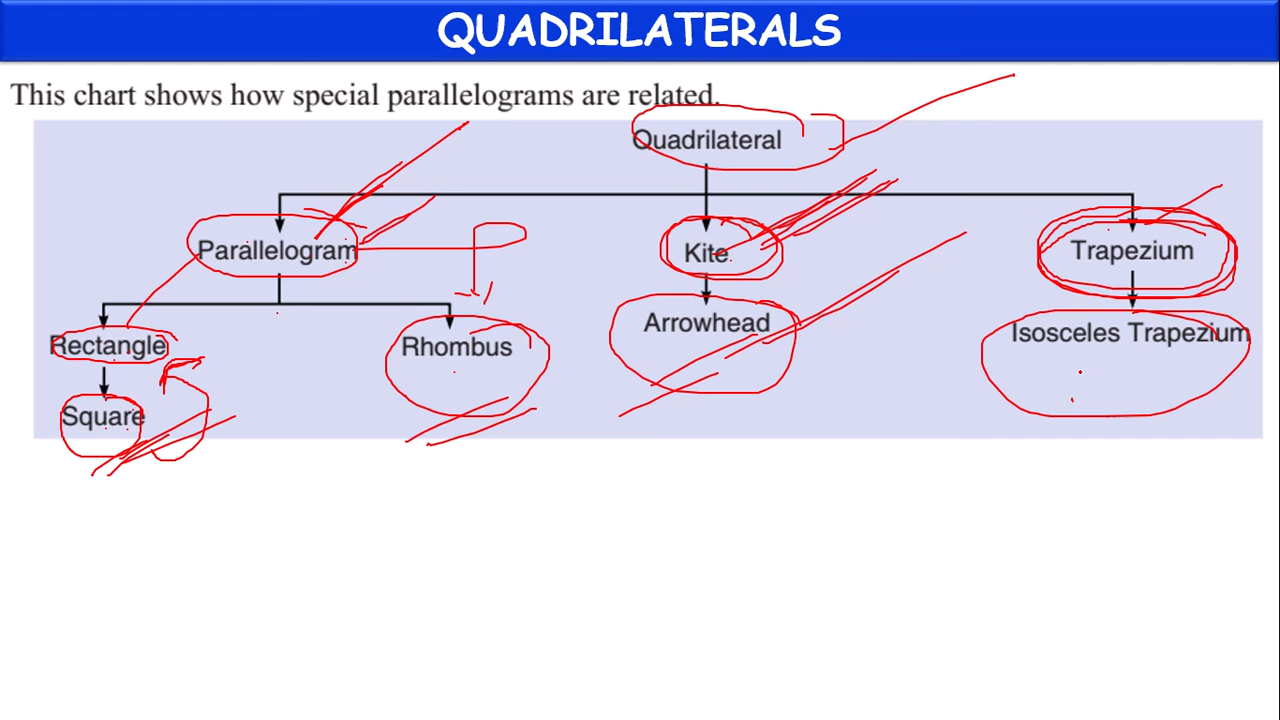 QUADRILATERALS
This chart shows how special parallelograms are related.
Quadrilateral
Parallelogram
Kite
Trapezium
Rectangle
Rhombus
Arrowhead
Isosceles Trapezium
Square